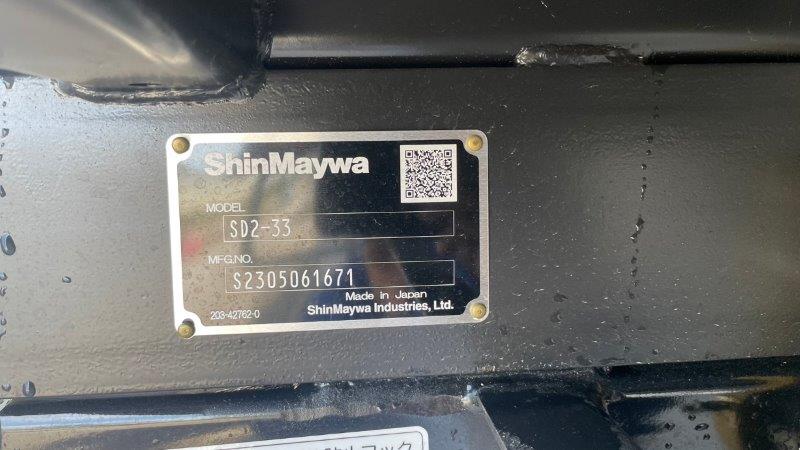 ShinMaywa
MODEL
SD2-33
MFG.NO.
S2305061671
Made in Japan
203-42762-0
ShinMaywa Industries, Ltd.